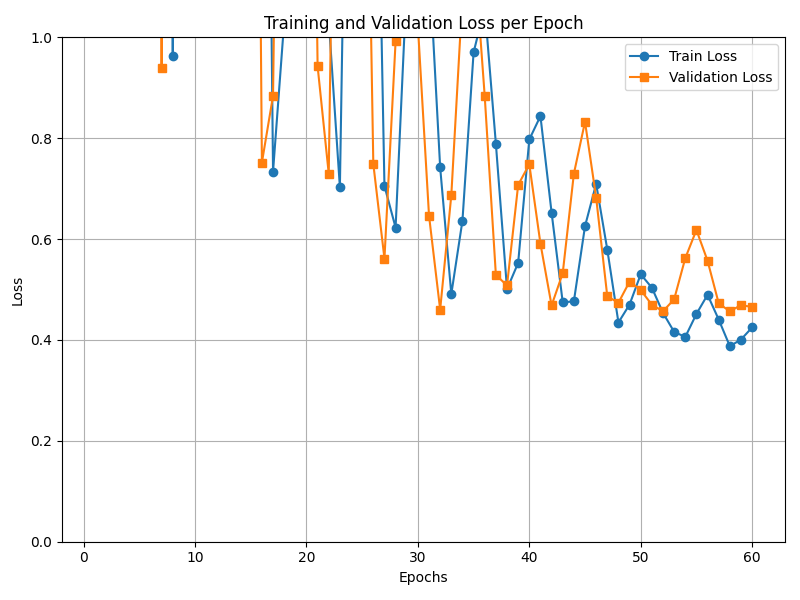 Training and Validation Loss per Epoch
1.0
0.8
0.6
0.4
0.2
0.0
Loss
Train Loss
Validation Loss
0 10 20 30 40 50 60
Epochs